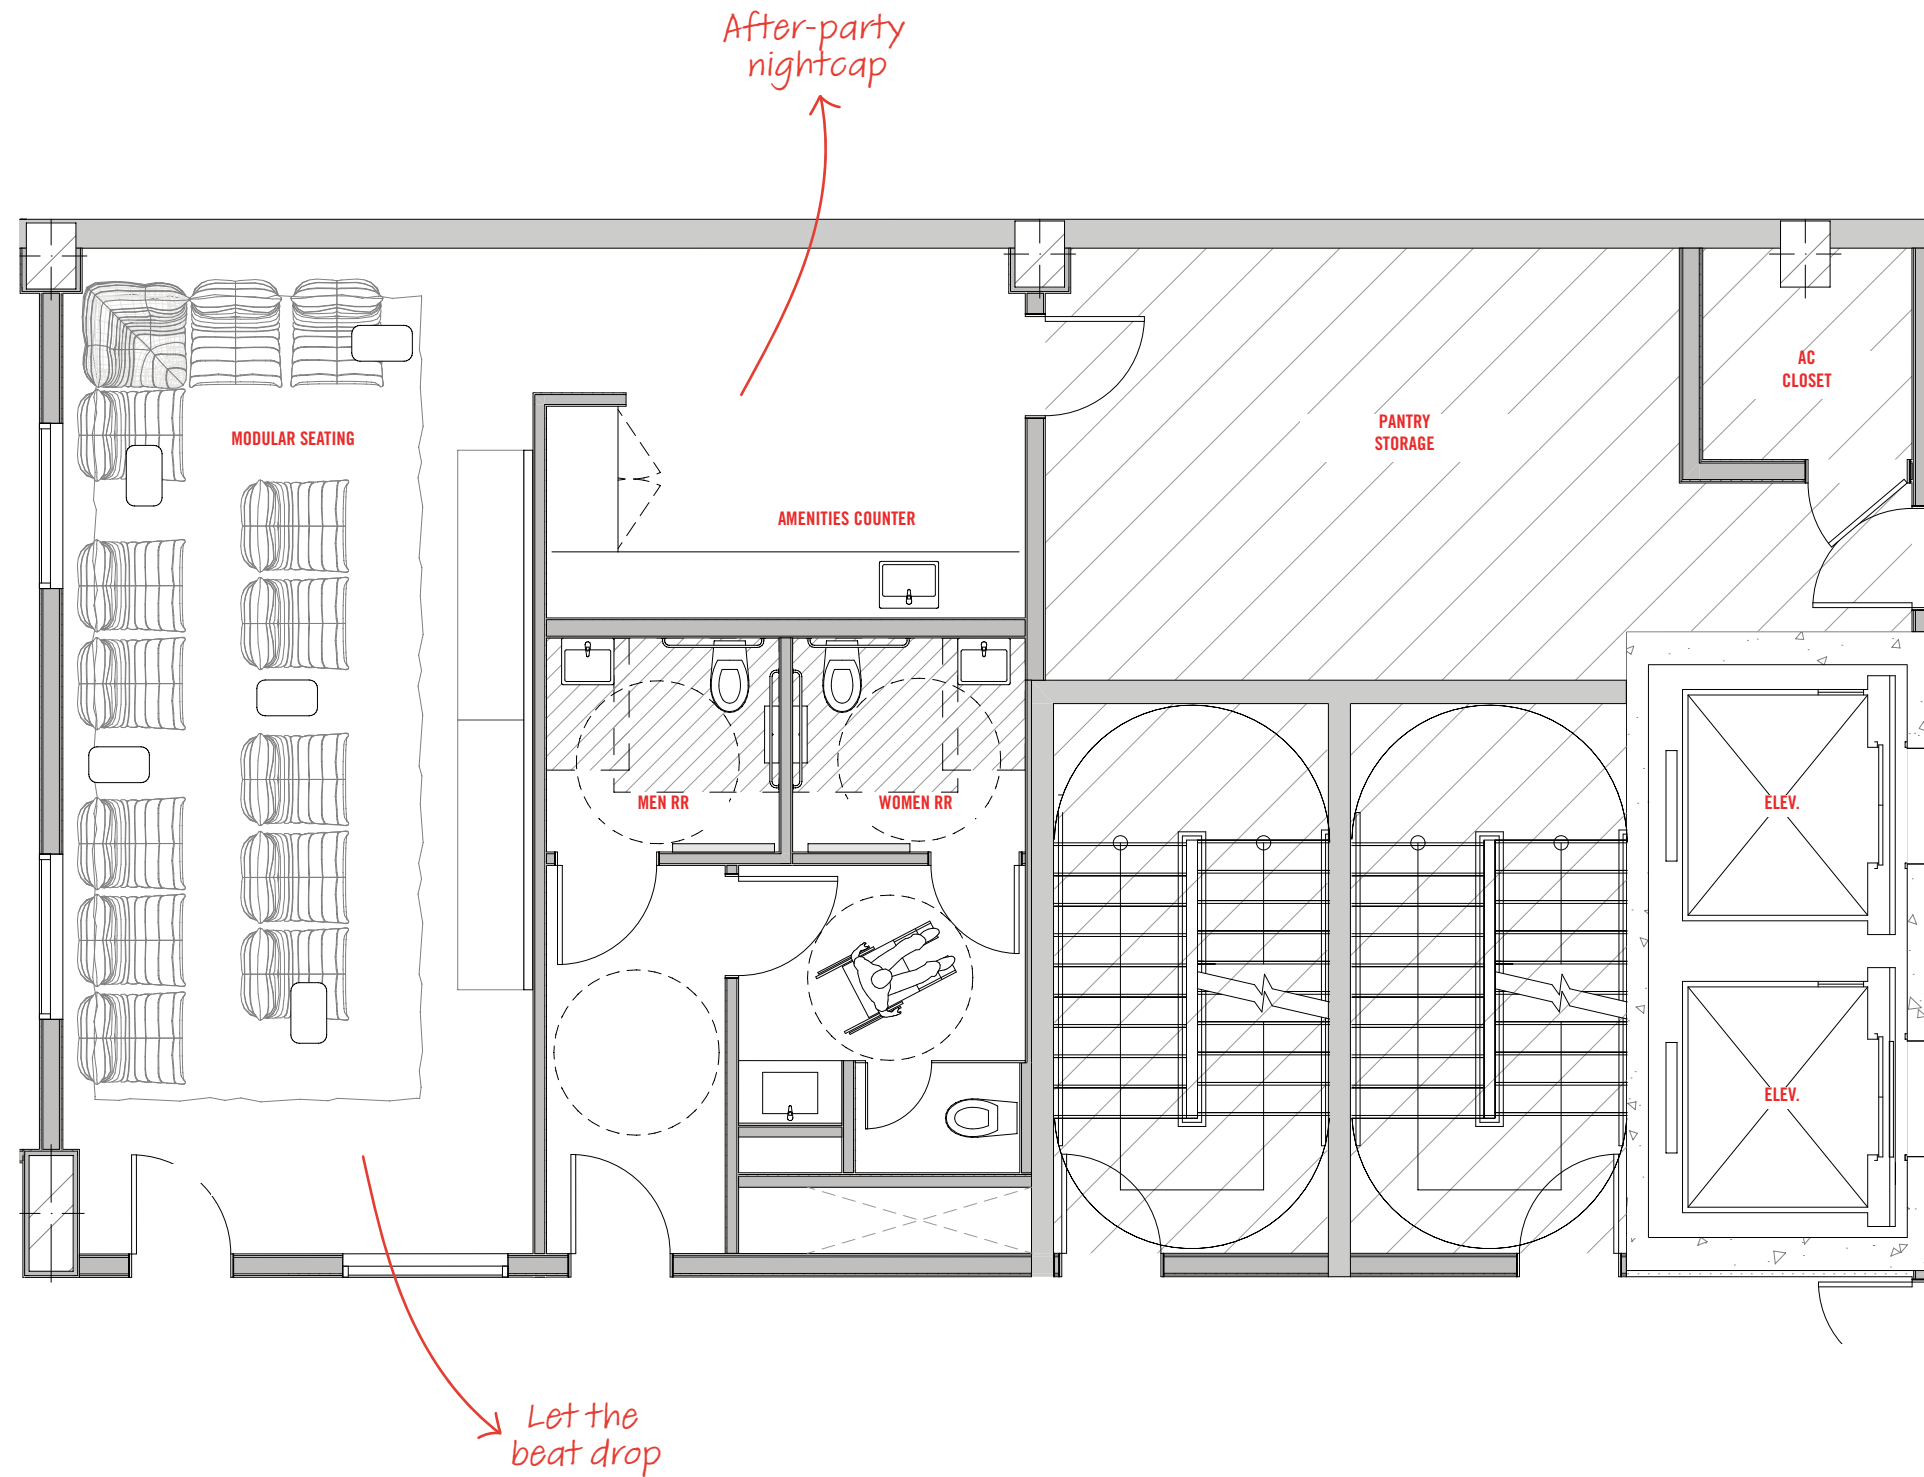 After-party
nightcap
AC
CLOSET
PANTRY
STORAGE
MODULAR SEATING
AMENITIES COUNTER
MEN RR
WOMEN RR
ELEV.
ELEV.
Let the
beat drop